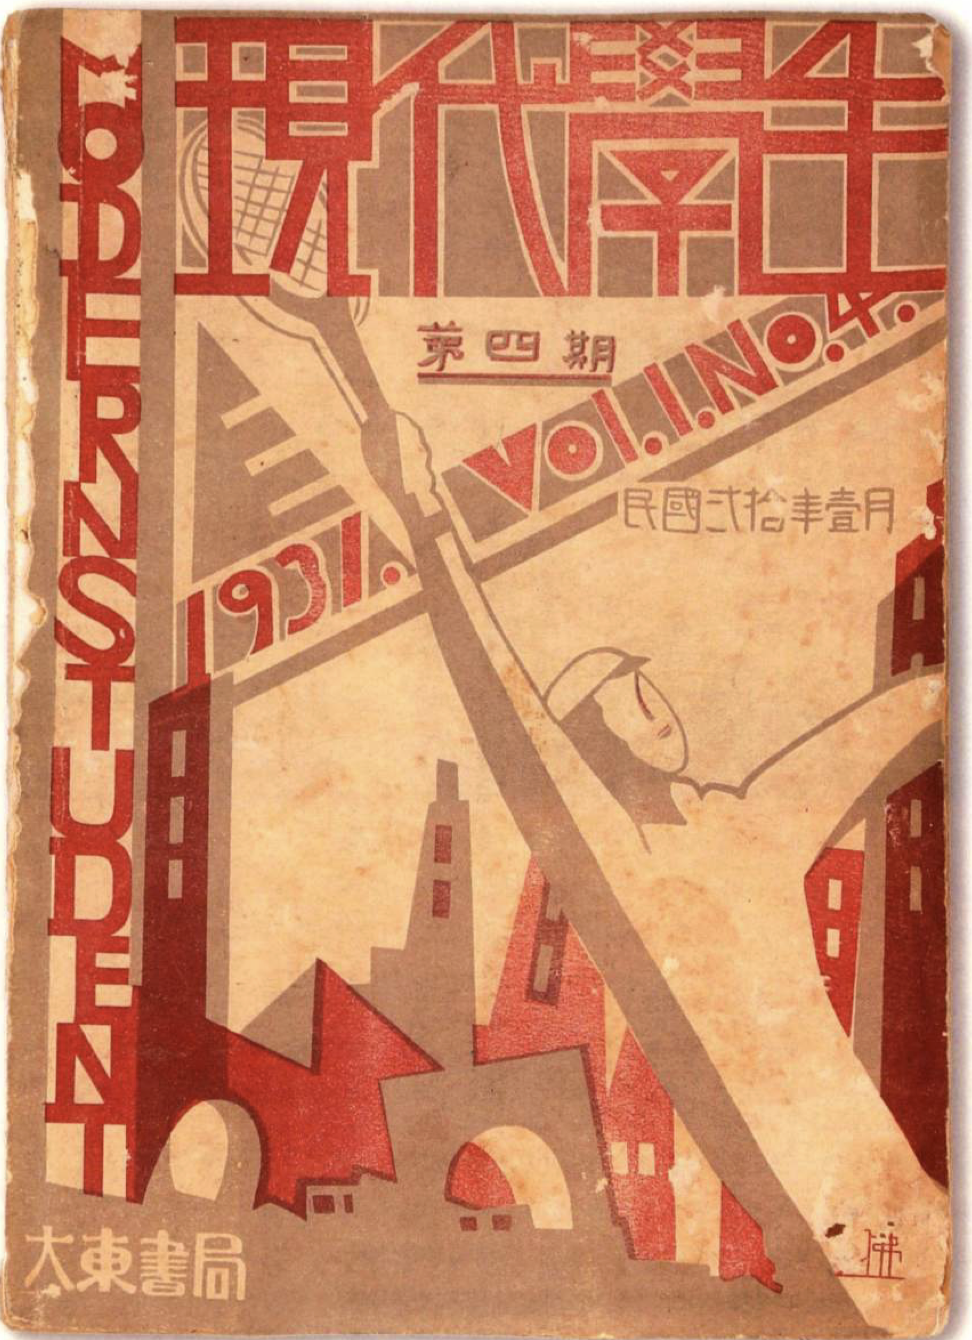 現代學生
MODERN STUDENT
第四期
1931. Vol.1.No.4.
民國弍拾年壹月
大東書局